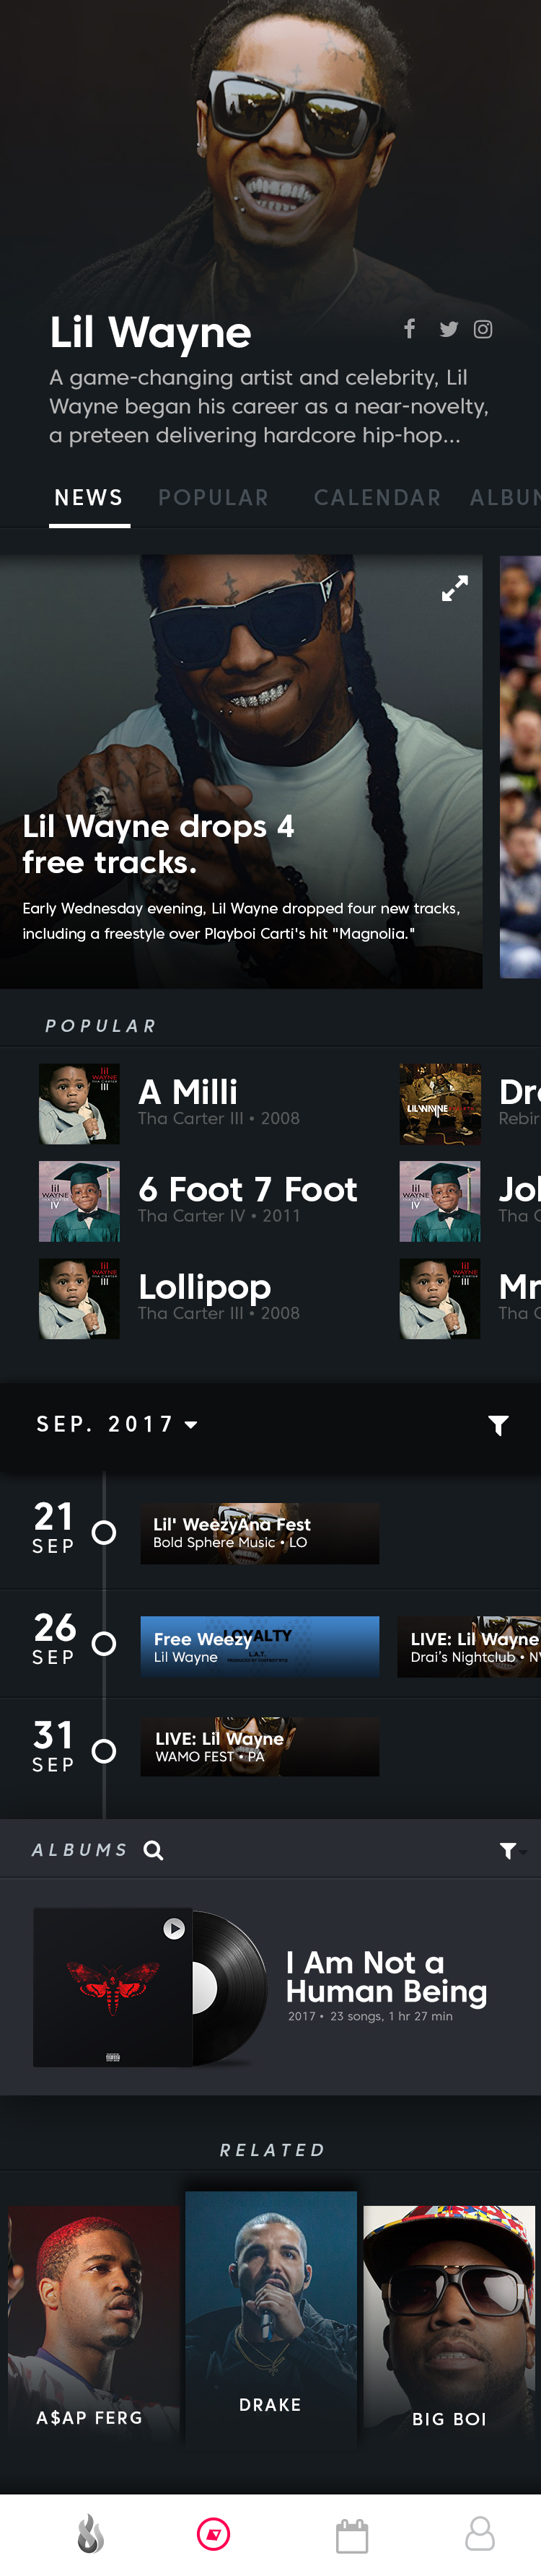 Lil Wayne
A game-changing artist and celebrity, Lil
Wayne began his career as a near-novelty,
a preteen delivering hardcore hip-hop...
NEWS POPULAR CALENDAR ALBUM
Lil Wayne drops 4
free tracks.
Early Wednesday evening, Lil Wayne dropped four new tracks,
including a freestyle over Playboi Carti's hit "Magnolia."
POPULAR
A Milli
Tha Carter III • 2008
Dr
Rebir
6 Foot 7 Foot
Tha Carter IV • 2011
Jo
Tha C
Lollipop
Tha Carter III • 2008
Mr
Tha C
SEP. 2017
21
SEP
Lil' WeezyAna Fest
Bold Sphere Music • LO
26
SEP
Free Weezy
Lil Wayne
LOYALTY
LIVE: Lil Wayne
Drai's Nightclub • N
31
SEP
LIVE: Lil Wayne
WAMO FEST • PA
ALBUMS
I Am Not a
Human Being
2017 • 23 songs, 1 hr 27 min
RELATED
A$AP FERG
DRAKE
BIG BOI